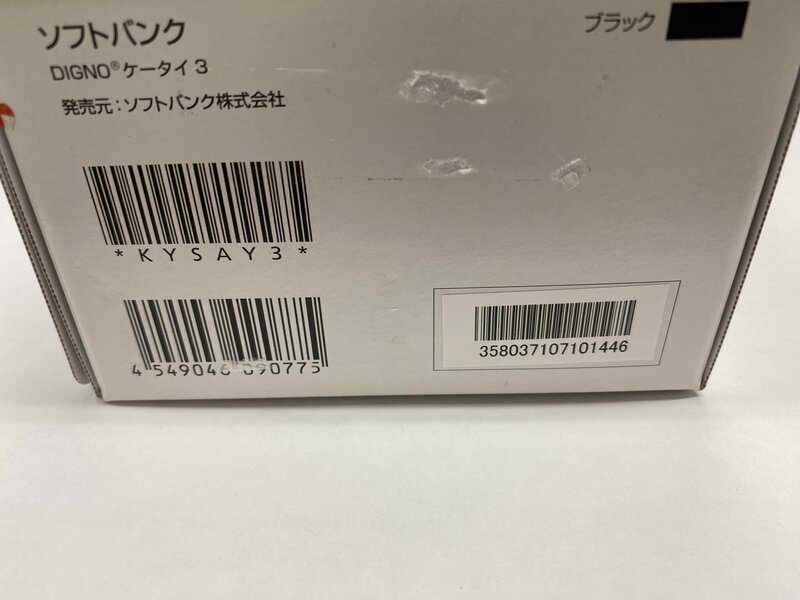 ソフトバンク
ブラック
DIGNO®ケータイ3
発売元:ソフトバンク株式会社
*KYSAY3*
4 549046 090775
358037107101446